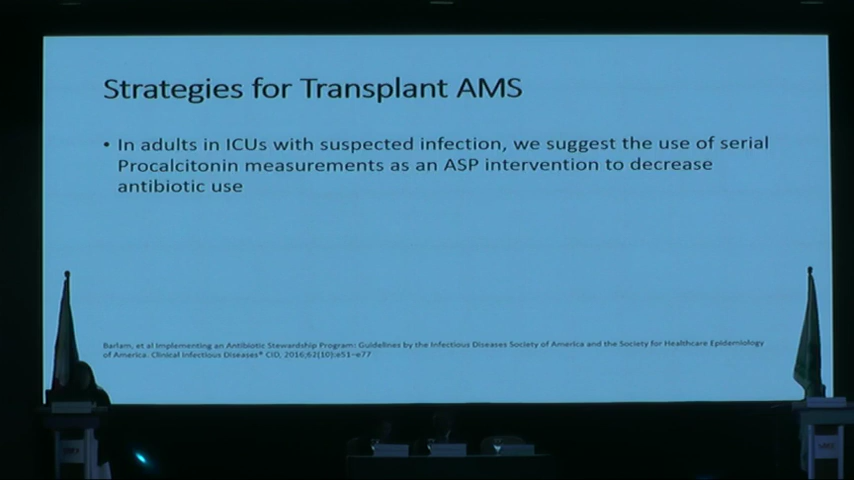 Strategies for Transplant AMS
• In adults in ICUs with suspected infection, we suggest the use of serial
Procalcitonin measurements as an ASP intervention to decrease
antibiotic use
Barlam, et al Implementing an Antibiotic Stewardship Program: Guidelines by the Infectious Diseases Society of America and the Society for Healthcare Epidemiology
of America. Clinical Infectious Diseases® CID, 2016;62(10):e51–e77